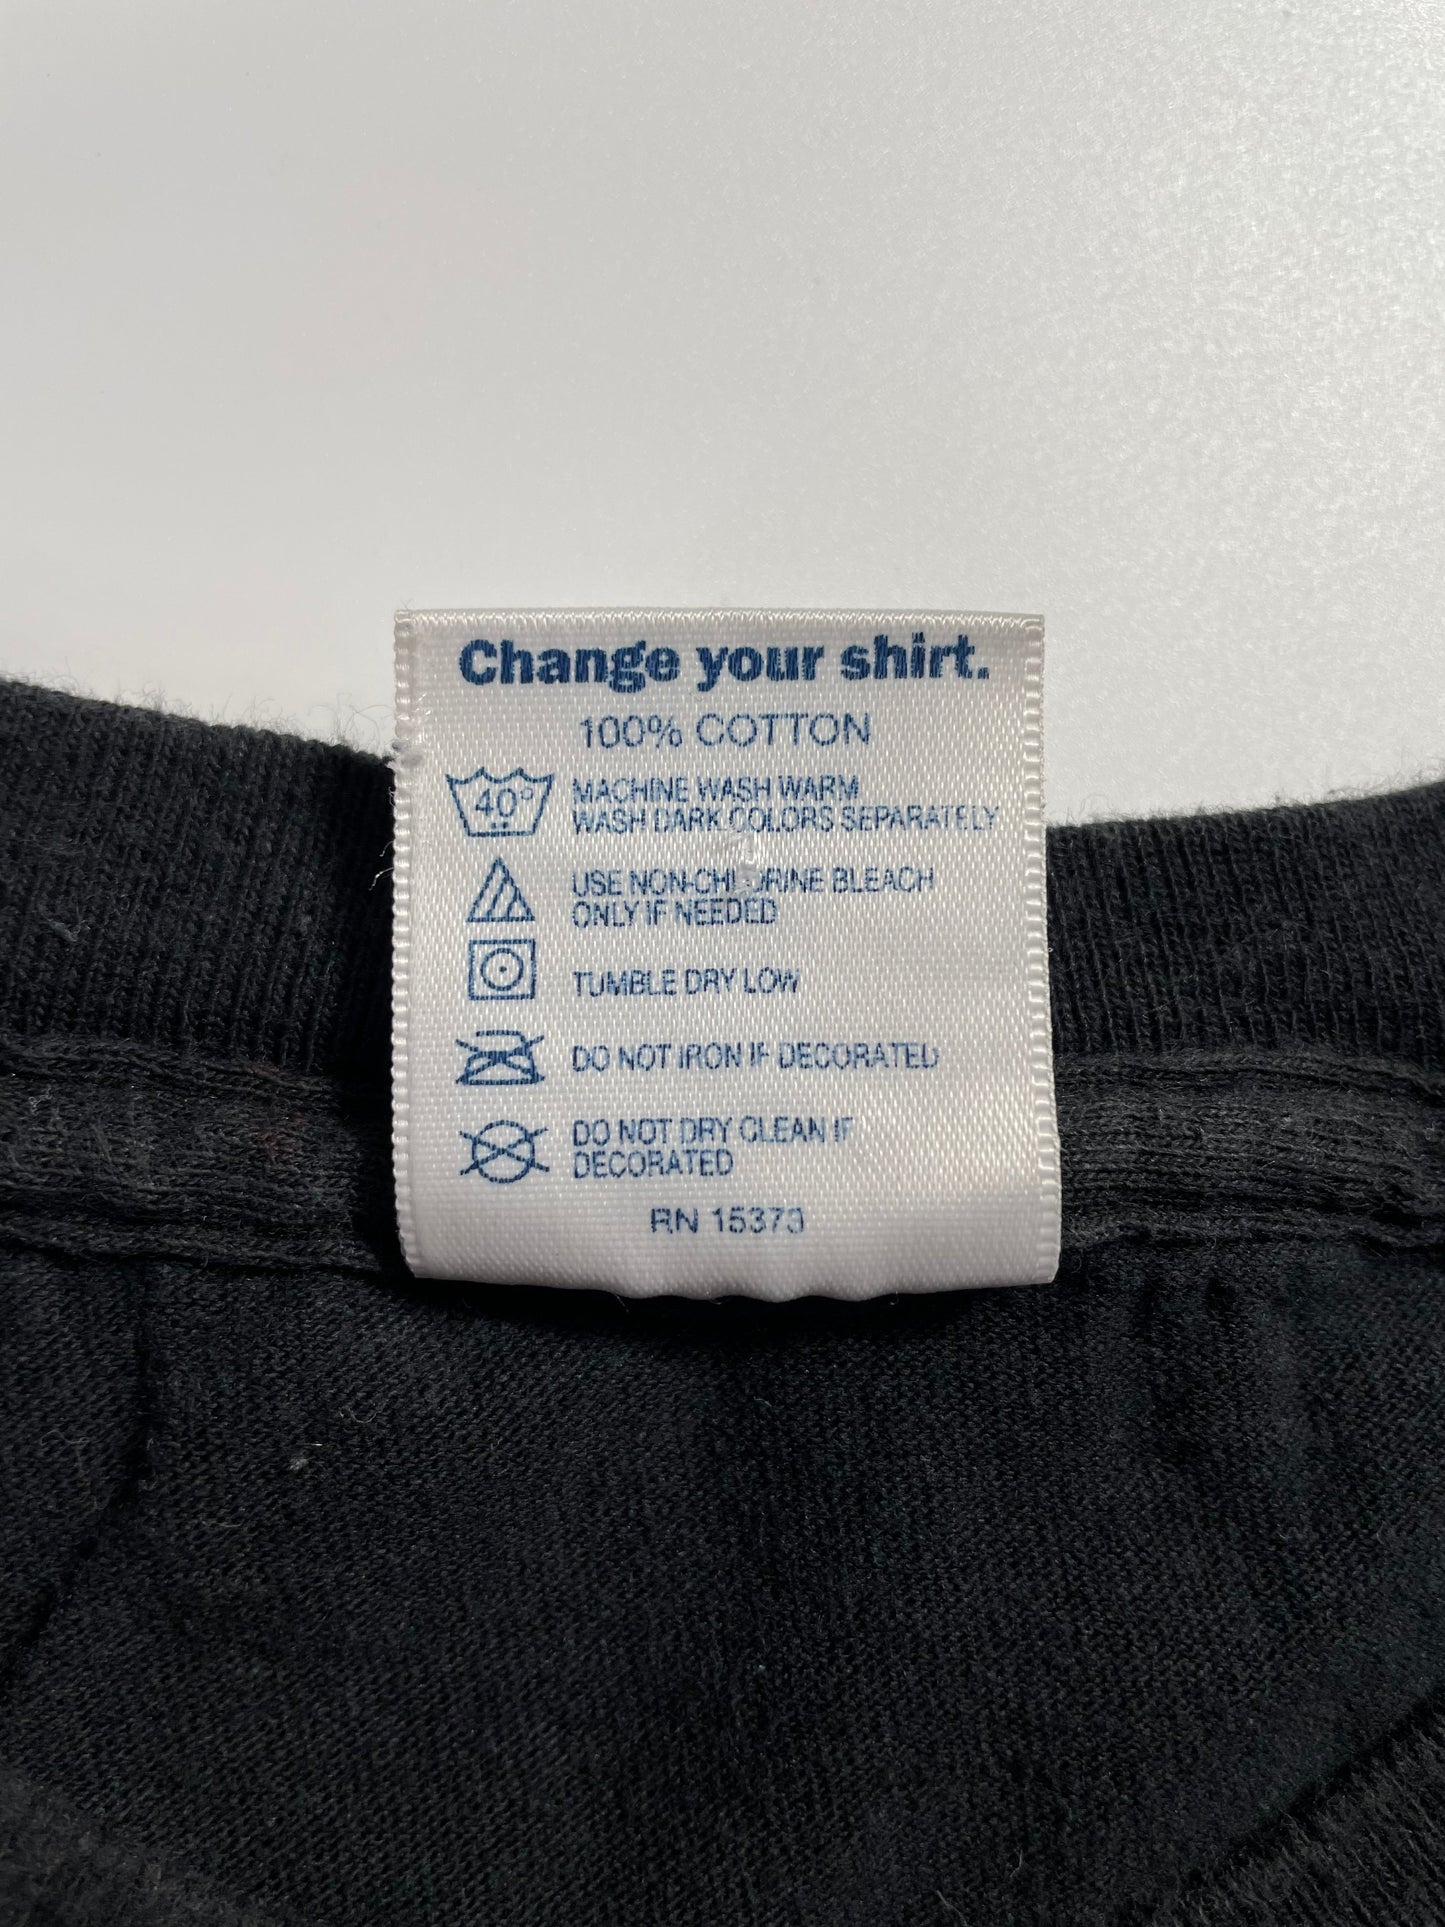 Change your shirt.
100% COTTON
40°
MACHINE WASH WARM
WASH DARK COLORS SEPARATELY
USE NON-CHLORINE BLEACH
ONLY IF NEEDED
TUMBLE DRY LOW
DO NOT IRON IF DECORATED
DO NOT DRY CLEAN IF
DECORATED
RN 15373